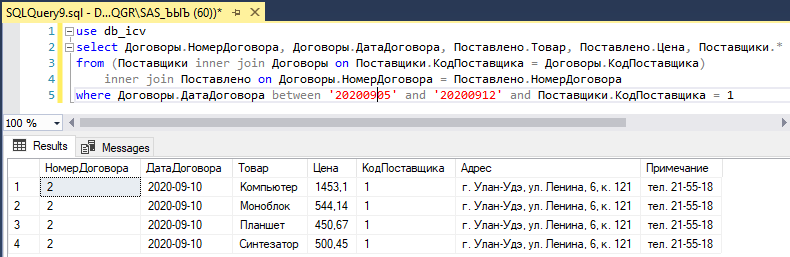 SQLQuery9.sql - D...QGR\SAS_ЪЫЬ (60))*
1 use db_icv
2 select Договоры.НомерДоговора, Договоры.ДатаДоговора, Поставлено.Товар, Поставлено.Цена, Поставщики.*
3 from (Поставщики inner join Договоры on Поставщики.КодПоставщика = Договоры.КодПоставщика)
4 inner join Поставлено on Договоры.НомерДоговора = Поставлено.НомерДоговора
5 where Договоры.ДатаДоговора between '20200905' and '20200912' and Поставщики.КодПоставщика = 1
100 %
Results Messages
НомерДоговора ДатаДоговора Товар Цена КодПоставщика Адрес Примечание
1 2 2020-09-10 Компьютер 1453,1 1 г. Улан-Удэ, ул. Ленина, 6, к. 121 тел. 21-55-18
2 2 2020-09-10 Моноблок 544,14 1 г. Улан-Удэ, ул. Ленина, 6, к. 121 тел. 21-55-18
3 2 2020-09-10 Планшет 450,67 1 г. Улан-Удэ, ул. Ленина, 6, к. 121 тел. 21-55-18
4 2 2020-09-10 Синтезатор 500,45 1 г. Улан-Удэ, ул. Ленина, 6, к. 121 тел. 21-55-18